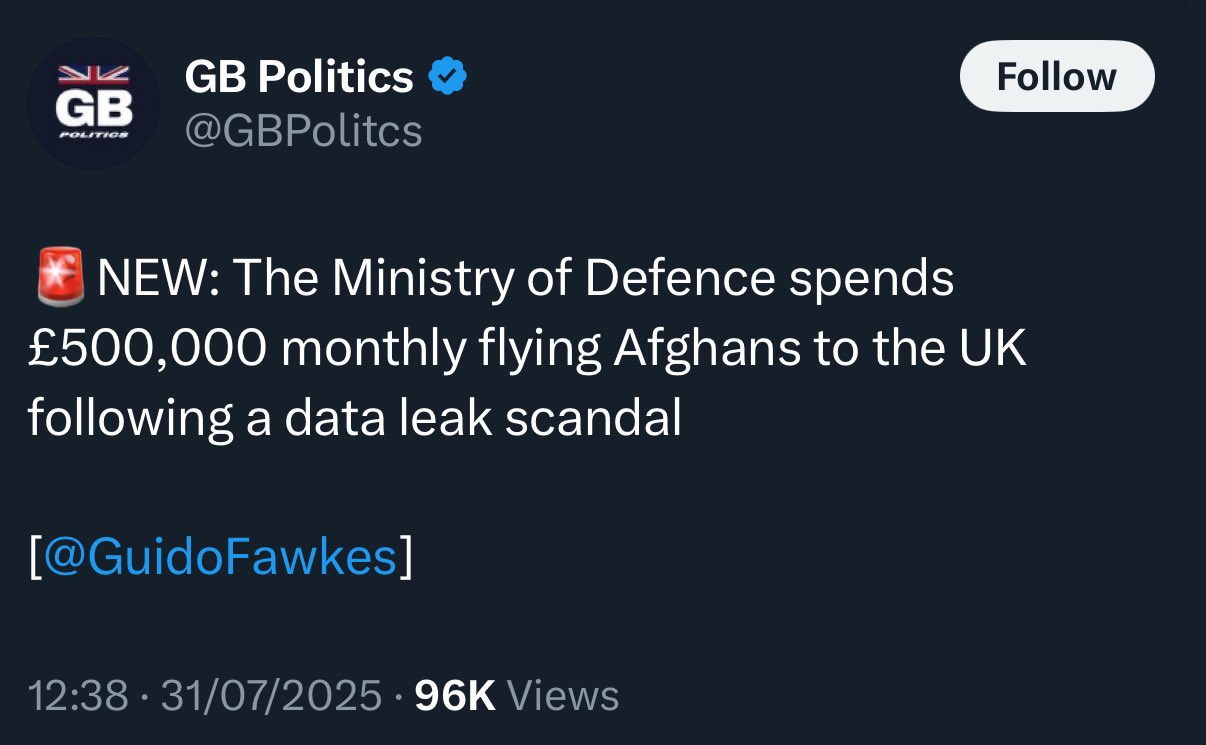 GB
POLITICS
GB Politics
@GBPolitcs
Follow
🚨NEW: The Ministry of Defence spends
£500,000 monthly flying Afghans to the UK
following a data leak scandal
[@GuidoFawkes]
12:38 · 31/07/2025 · 96K Views